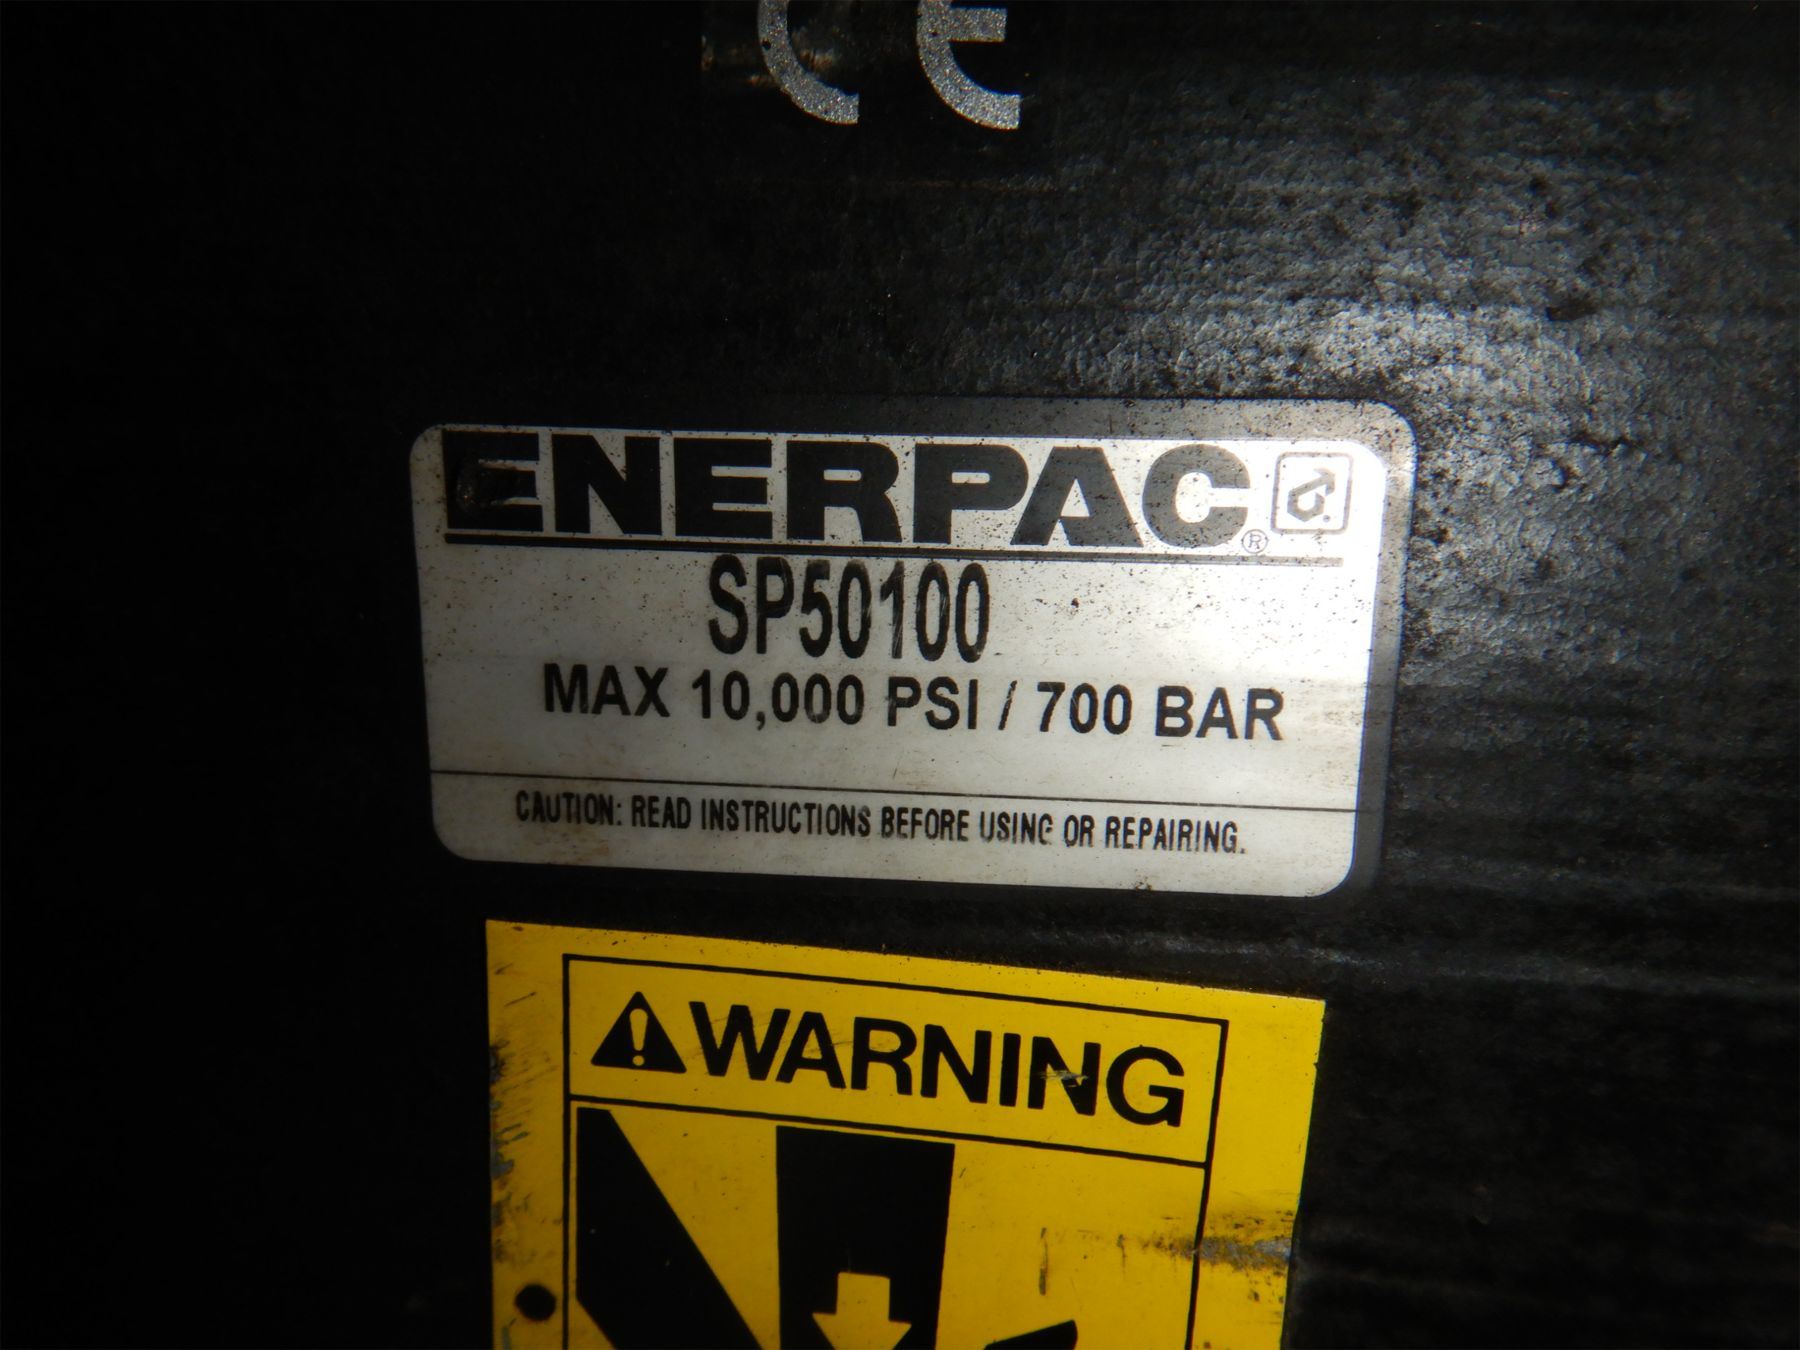 CE
ENERPAC®
SP50100
MAX 10,000 PSI / 700 BAR
CAUTION: READ INSTRUCTIONS BEFORE USING OR REPAIRING.
WARNING